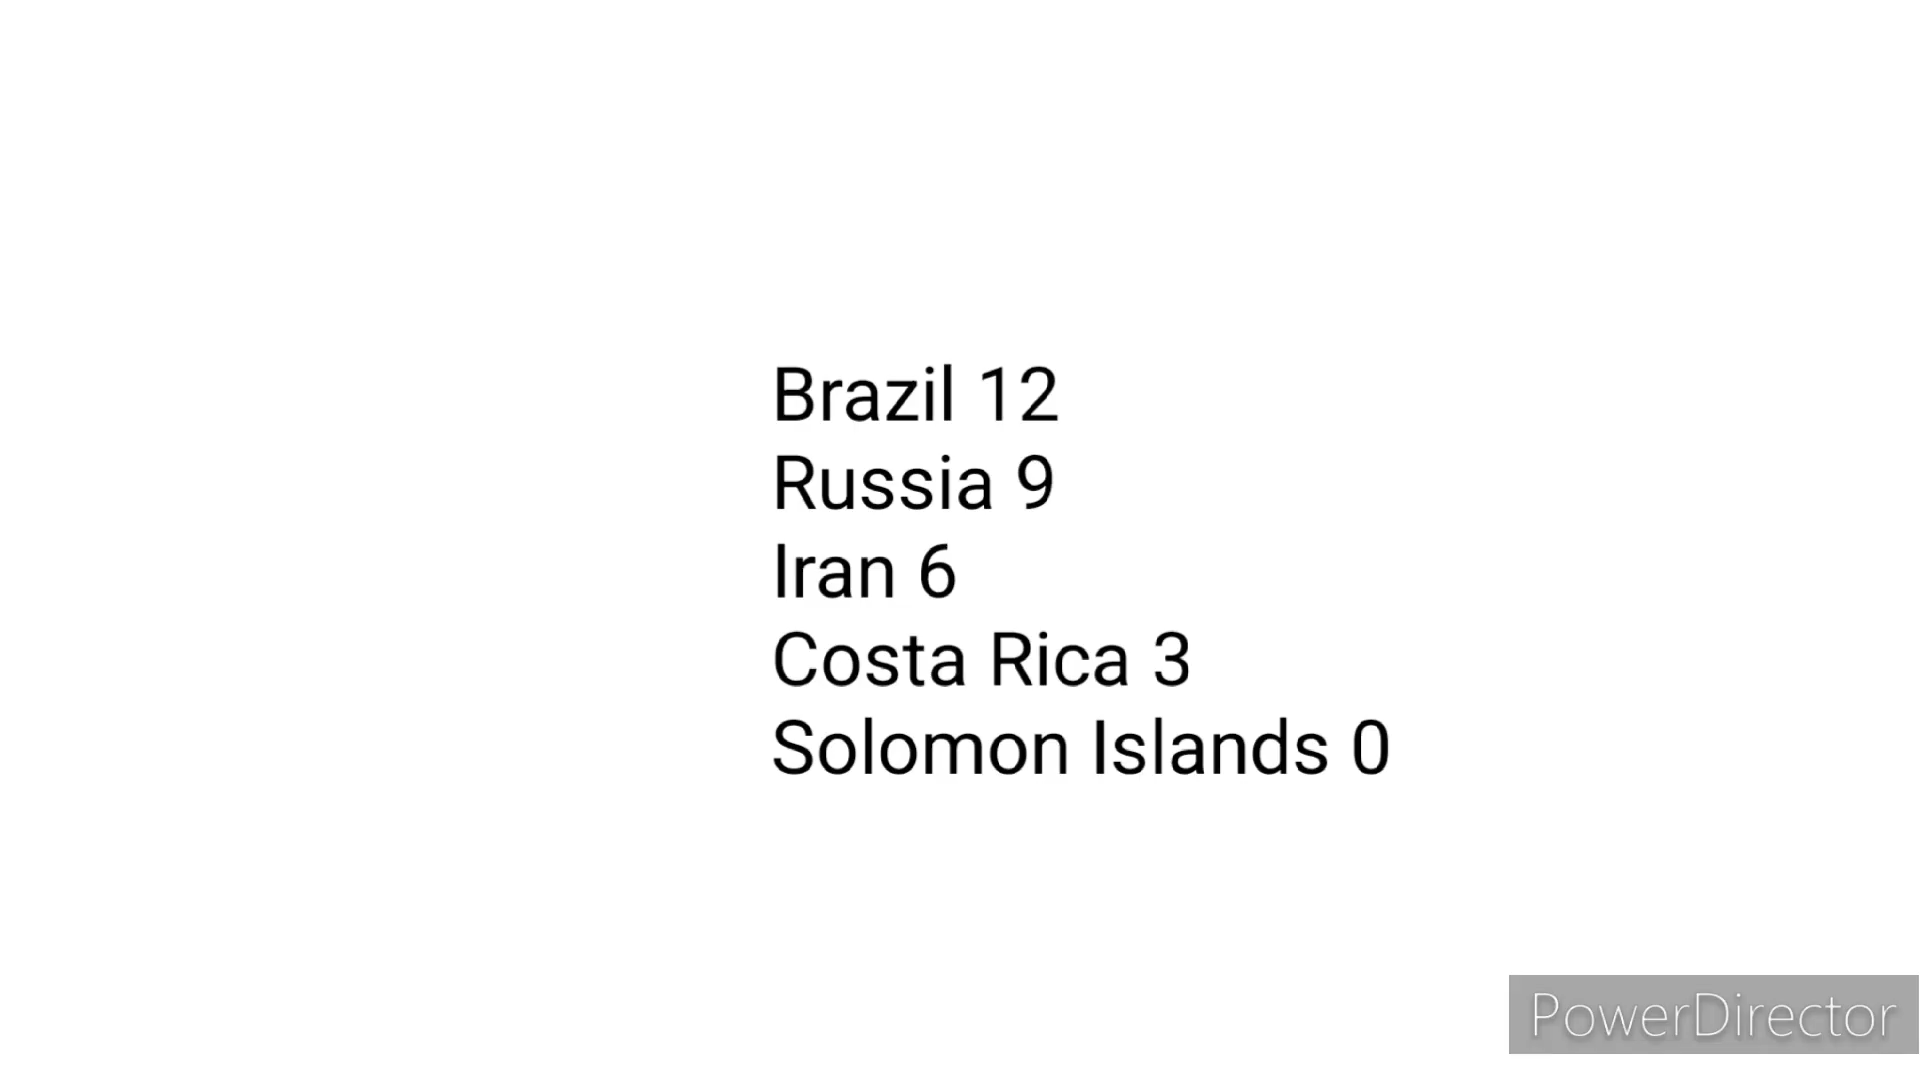 Brazil 12
Russia 9
Iran 6
Costa Rica 3
Solomon Islands 0
PowerDirector